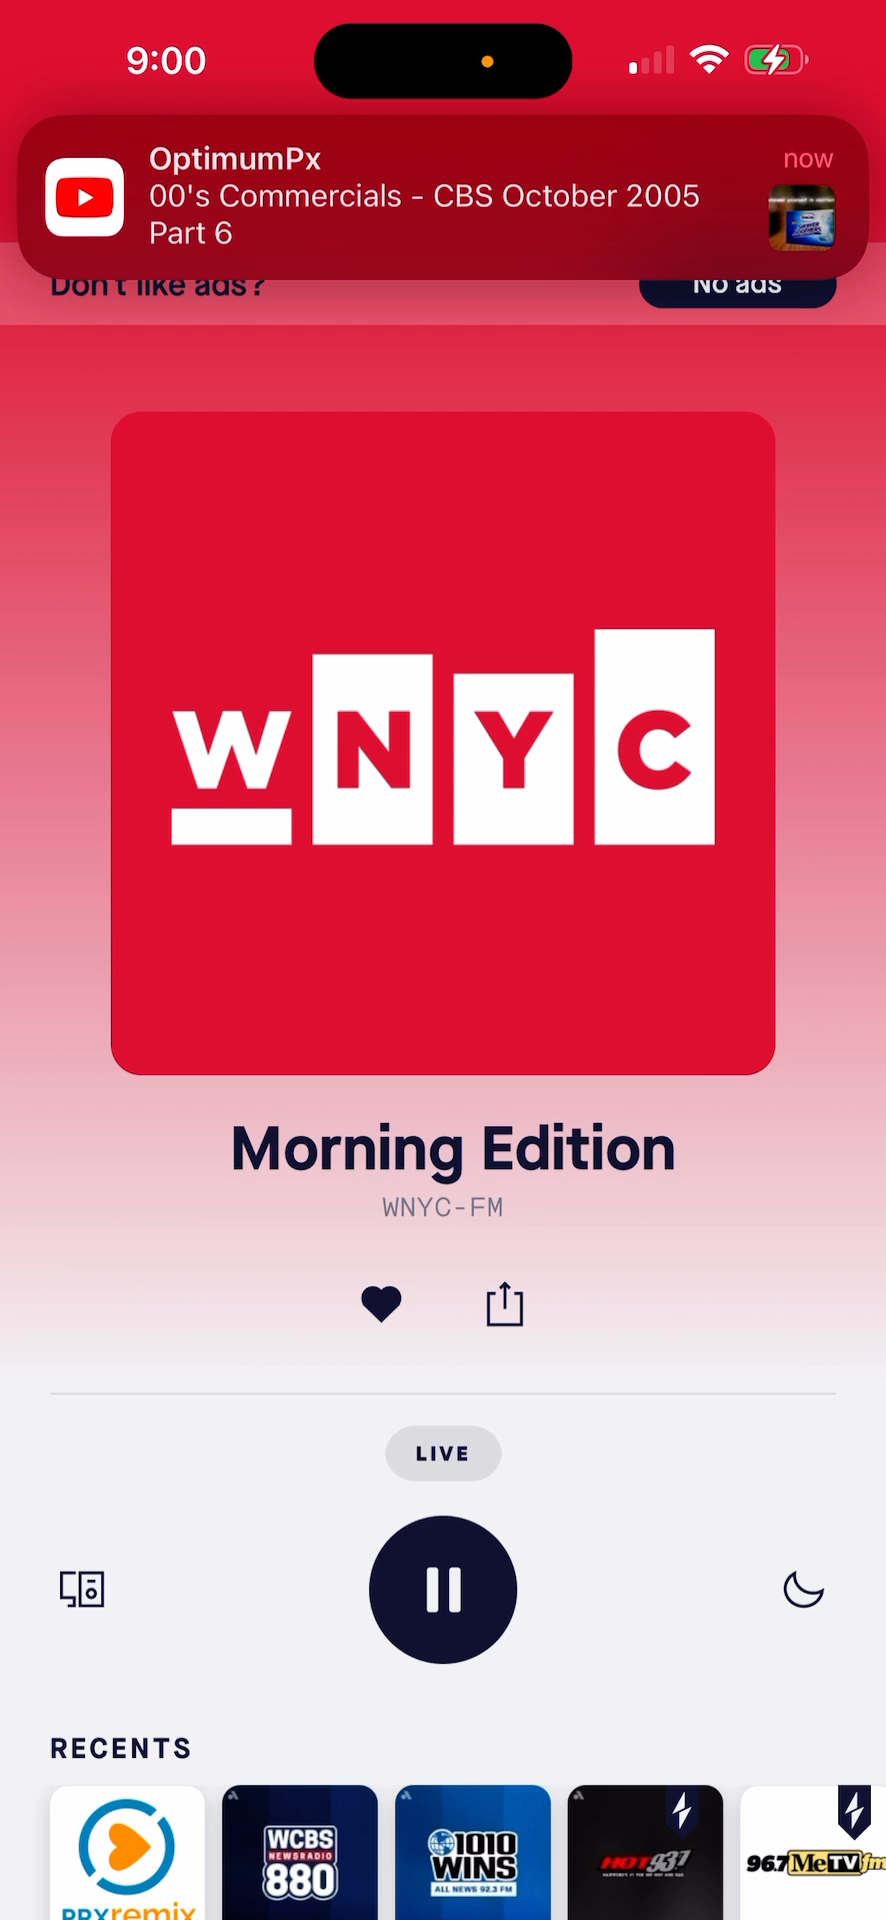 9:00
OptimumPx
now
00's Commercials - CBS October 2005
Part 6
Don't like ads?
No ads
WNYC
Morning Edition
WNYC-FM
LIVE
RECENTS
PRXremix
WCBS
NEWSRADIO
880
1010
WINS
ALL NEWS 92.3 FM
HOT 93.7
96.7 MeTV fm